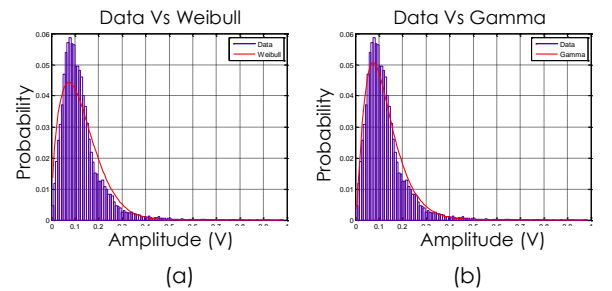 Data Vs Weibull
0.06
0.05
0.04
0.03
0.02
0.01
0
Probability
Data
Weibull
0 0.1 0.2 0.3 0.4 0.5 0.6 0.7 0.8 0.9 1
Amplitude (V)
(a)
Data Vs Gamma
0.06
0.05
0.04
0.03
0.02
0.01
0
Probability
Data
Gamma
0 0.1 0.2 0.3 0.4 0.5 0.6 0.7 0.8 0.9 1
Amplitude (V)
(b)